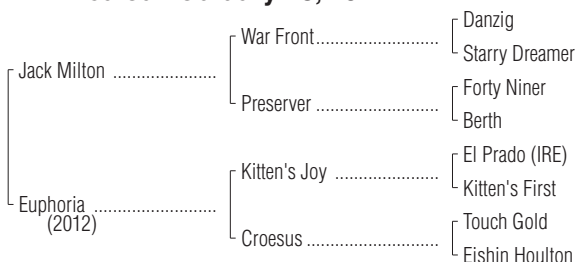 War Front
Danzig
Starry Dreamer
Jack Milton
Preserver
Forty Niner
Berth
Kitten's Joy
El Prado (IRE)
Kitten's First
Euphoria
(2012)
Croesus
Touch Gold
Eishin Houlton